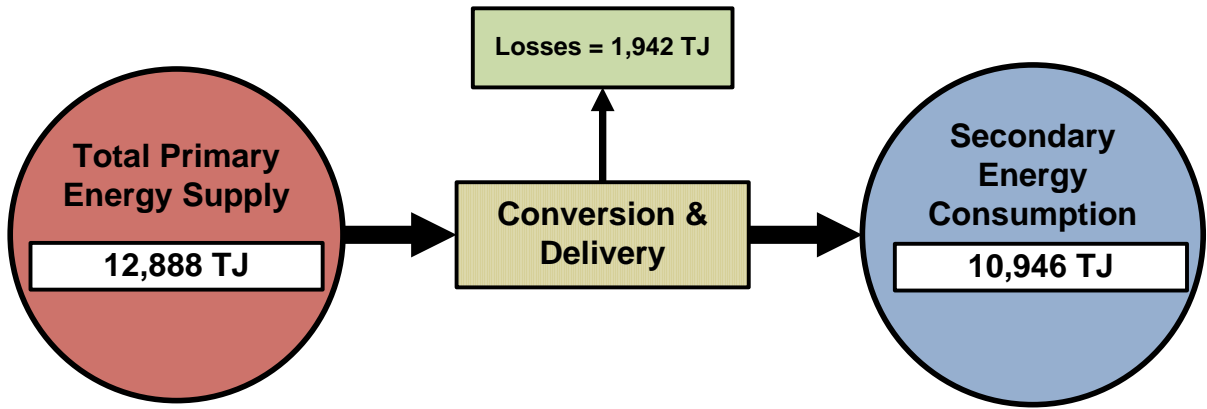 Losses = 1,942 TJ
Total Primary
Energy Supply
12,888 TJ
Conversion &
Delivery
Secondary
Energy
Consumption
10,946 TJ